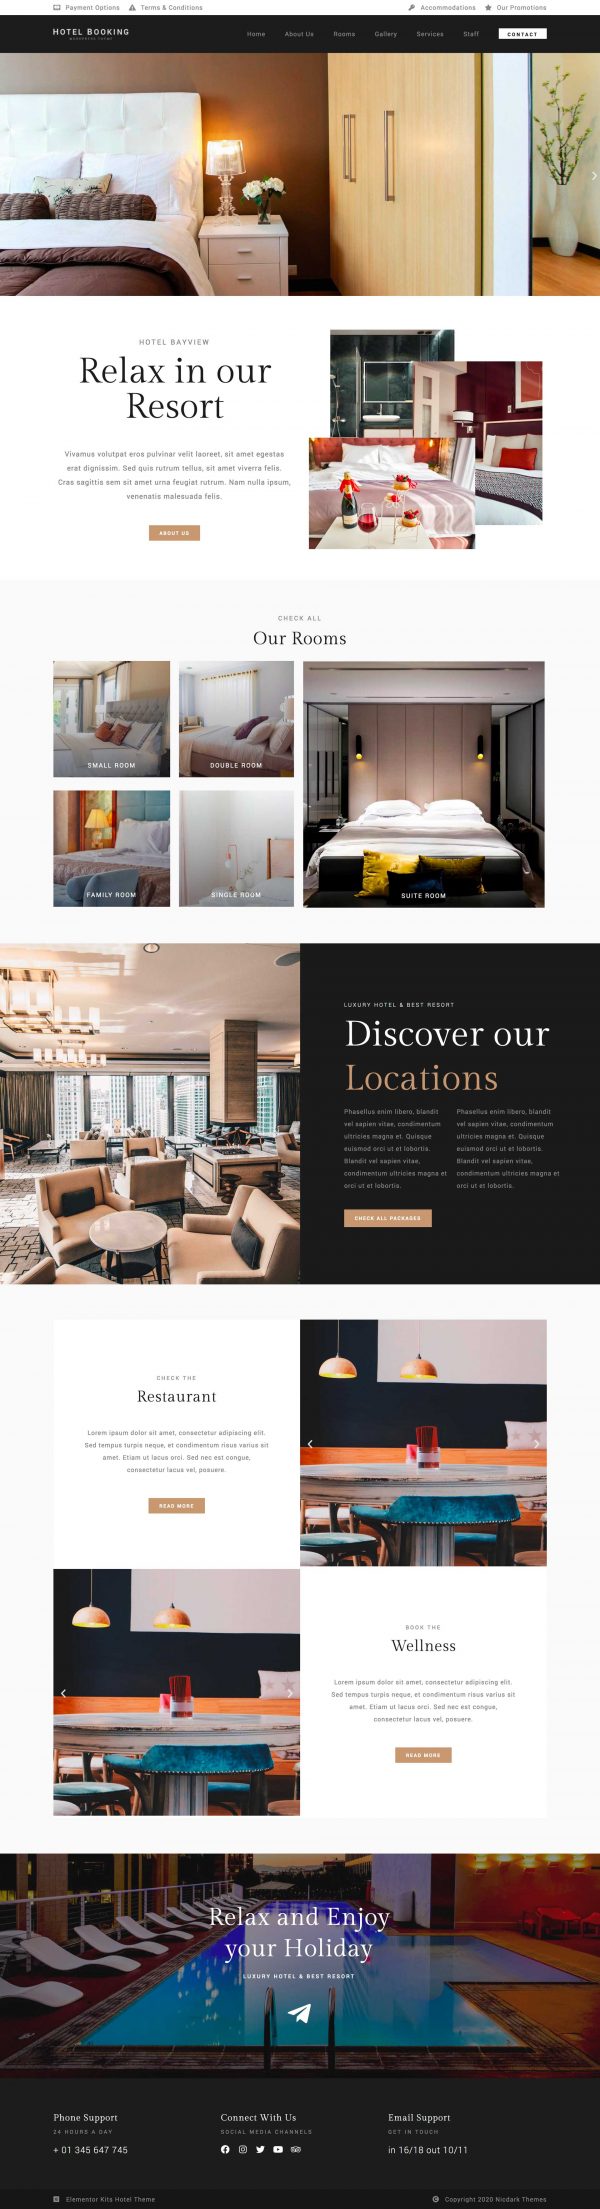 Payment Options Terms & Conditions Accommodations Our Promotions
HOTEL BOOKING
WORDPRESS THEME
Home About Us Rooms Gallery Services Staff CONTACT
HOTEL BAYVIEW
Relax in our
Resort
Vivamus volutpat eros pulvinar velit laoreet, sit amet egestas
erat dignissim. Sed quis rutrum tellus, sit amet viverra felis.
Cras sagittis sem sit amet urna feugiat rutrum. Nam nulla ipsum,
venenatis malesuada felis.
ABOUT US
CHECK ALL
Our Rooms
SMALL ROOM
DOUBLE ROOM
FAMILY ROOM
SINGLE ROOM
SUITE ROOM
LUXURY HOTEL & BEST RESORT
Discover our
Locations
Phasellus enim libero, blandit
vel sapien vitae, condimentum
ultricies magna et. Quisque
euismod orci ut et lobortis.
Blandit vel sapien vitae,
condimentum ultricies magna et
orci ut et lobortis.
Phasellus enim libero, blandit
vel sapien vitae, condimentum
ultricies magna et. Quisque
euismod orci ut et lobortis.
Blandit vel sapien vitae,
condimentum ultricies magna et
orci ut et lobortis.
CHECK ALL PACKAGES
CHECK THE
Restaurant
Lorem ipsum dolor sit amet, consectetur adipiscing elit.
Sed tempus turpis neque, et condimentum risus varius sit
amet. Etiam ut lacus orci. Sed nec est congue,
consectetur lacus vel, posuere.
READ MORE
BOOK THE
Wellness
Lorem ipsum dolor sit amet, consectetur adipiscing elit.
Sed tempus turpis neque, et condimentum risus varius sit
amet. Etiam ut lacus orci. Sed nec est congue,
consectetur lacus vel, posuere.
READ MORE
Relax and Enjoy
your Holiday
LUXURY HOTEL & BEST RESORT
Phone Support
24 HOURS A DAY
+ 01 345 647 745
Connect With Us
SOCIAL MEDIA CHANNELS
Email Support
GET IN TOUCH
in 16/18 out 10/11
Elementor Kits Hotel Theme
Copyright 2020 Nicdark Themes